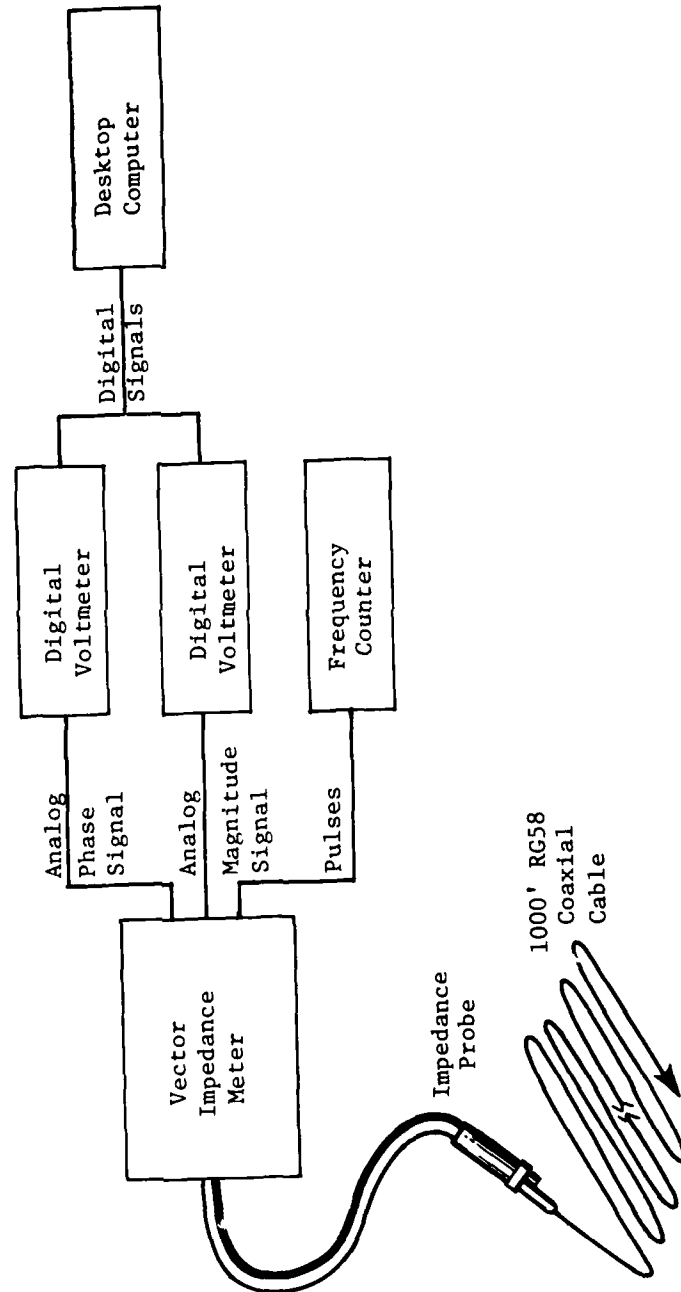 Vector
Impedance
Meter
Analog
Phase
Signal
Analog
Magnitude
Signal
Pulses
Digital
Voltmeter
Digital
Voltmeter
Frequency
Counter
Digital
Signals
Desktop
Computer
Impedance
Probe
1000' RG58
Coaxial
Cable